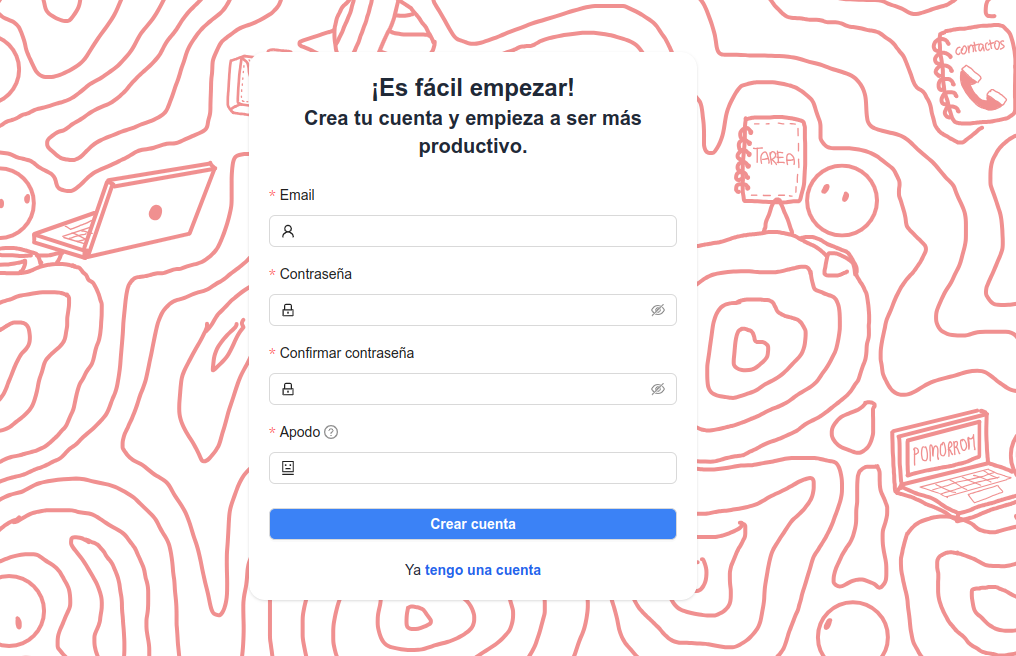 ¡Es fácil empezar!
Crea tu cuenta y empieza a ser más
productivo.
* Email
* Contraseña
* Confirmar contraseña
* Apodo ?
Crear cuenta
Ya tengo una cuenta
contactos
TAREA
POMORROM